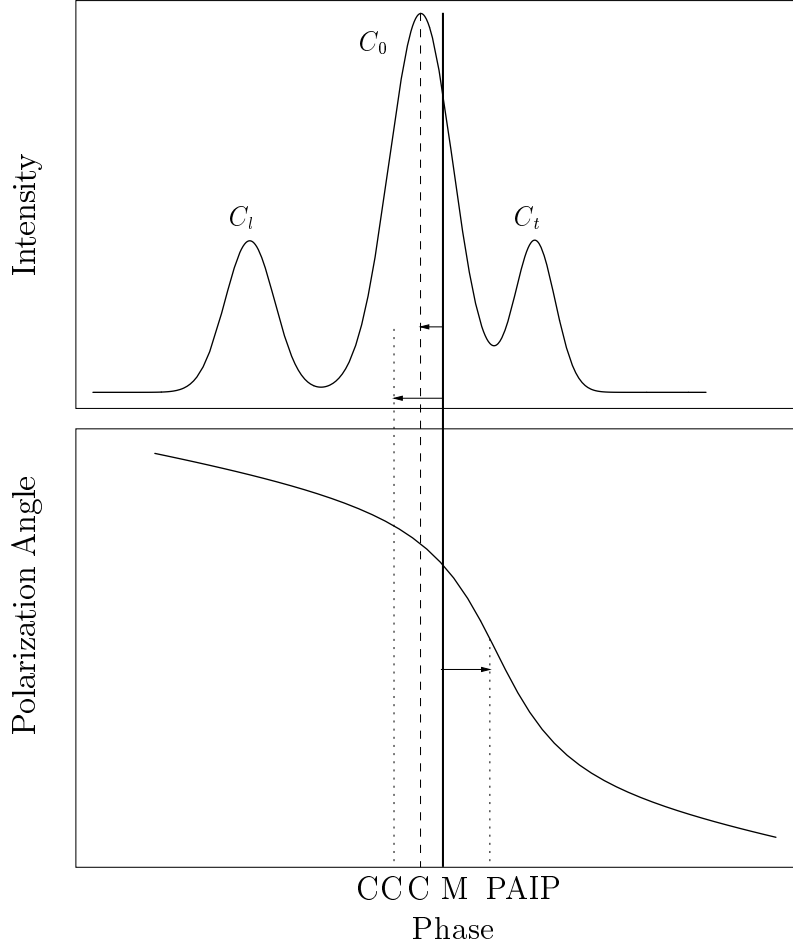 Intensity
C0
Cl
Ct
Polarization Angle
CC C M PAIP
Phase